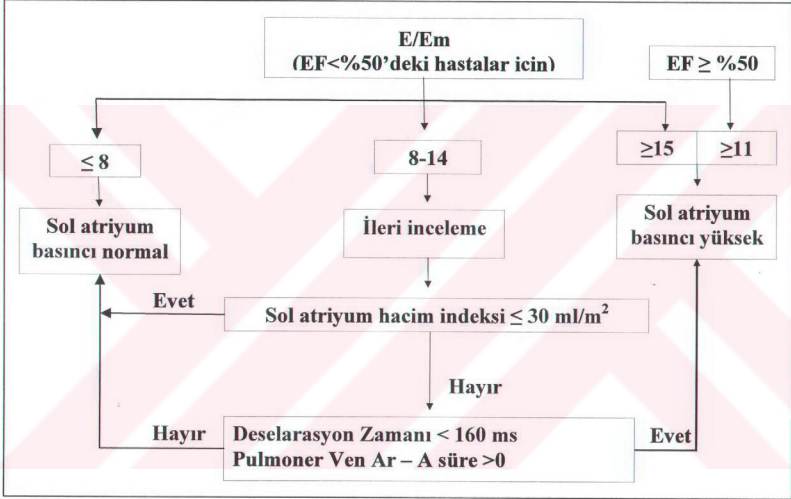 E/Em
(EF<%50'deki hastalar icin)
EF ≥ %50
≤ 8
8-14
≥15
≥11
Sol atriyum
basıncı normal
İleri inceleme
Sol atriyum
basıncı yüksek
Evet
Sol atriyum hacim indeksi ≤ 30 ml/m²
Hayır
Hayır
Deselarasyon Zamanı < 160 ms
Pulmoner Ven Ar – A süre >0
Evet